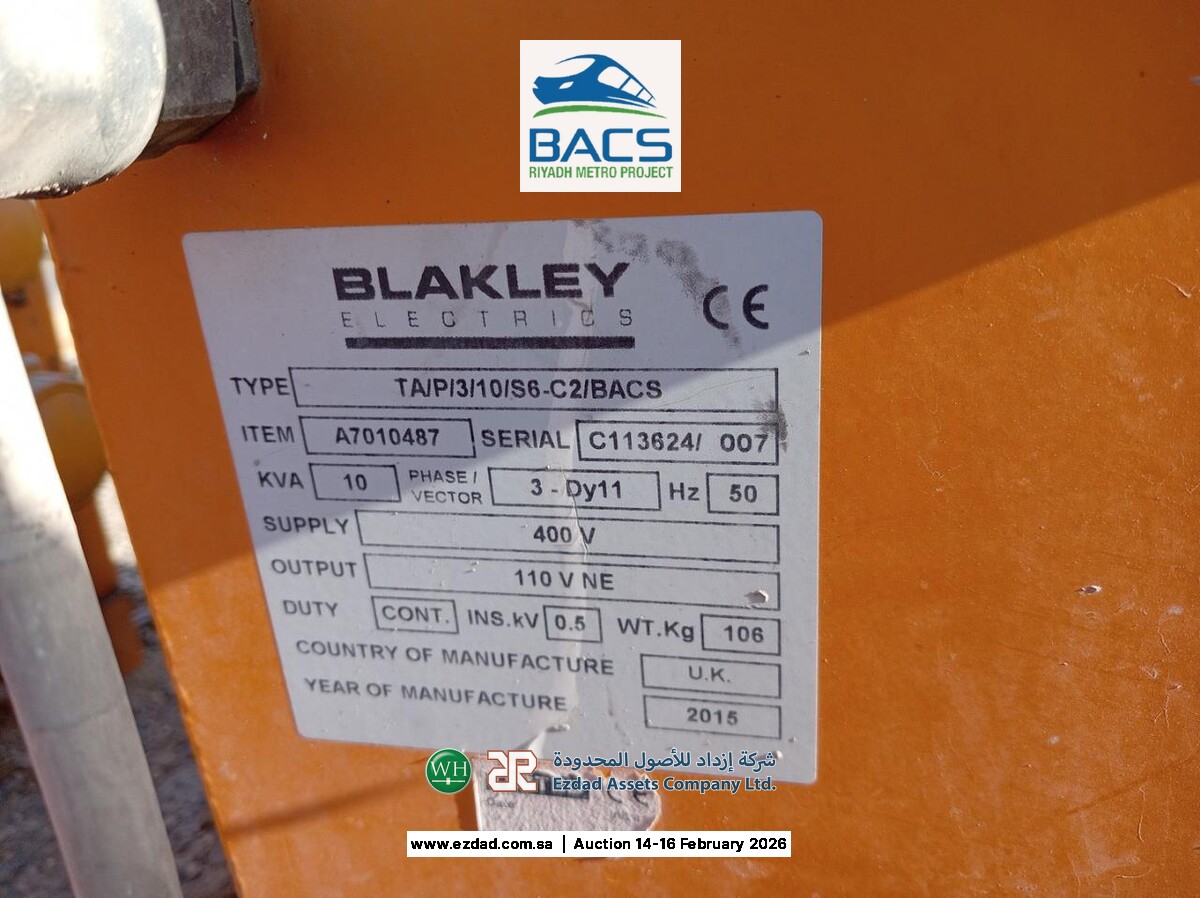 BACS
RIYADH METRO PROJECT
BLAKLEY
ELECTRICS
CE
TYPE TA/P/3/10/S6-C2/BACS
ITEM A7010487 SERIAL C113624/ 007
KVA 10 PHASE / VECTOR 3 - Dy11 Hz 50
SUPPLY 400 V
OUTPUT 110 V NE
DUTY CONT. INS.kV 0.5 WT.Kg 106
COUNTRY OF MANUFACTURE U.K.
YEAR OF MANUFACTURE 2015
WH
شركة إزداد للأصول المحدودة
Ezdad Assets Company Ltd.
www.ezdad.com.sa | Auction 14-16 February 2026